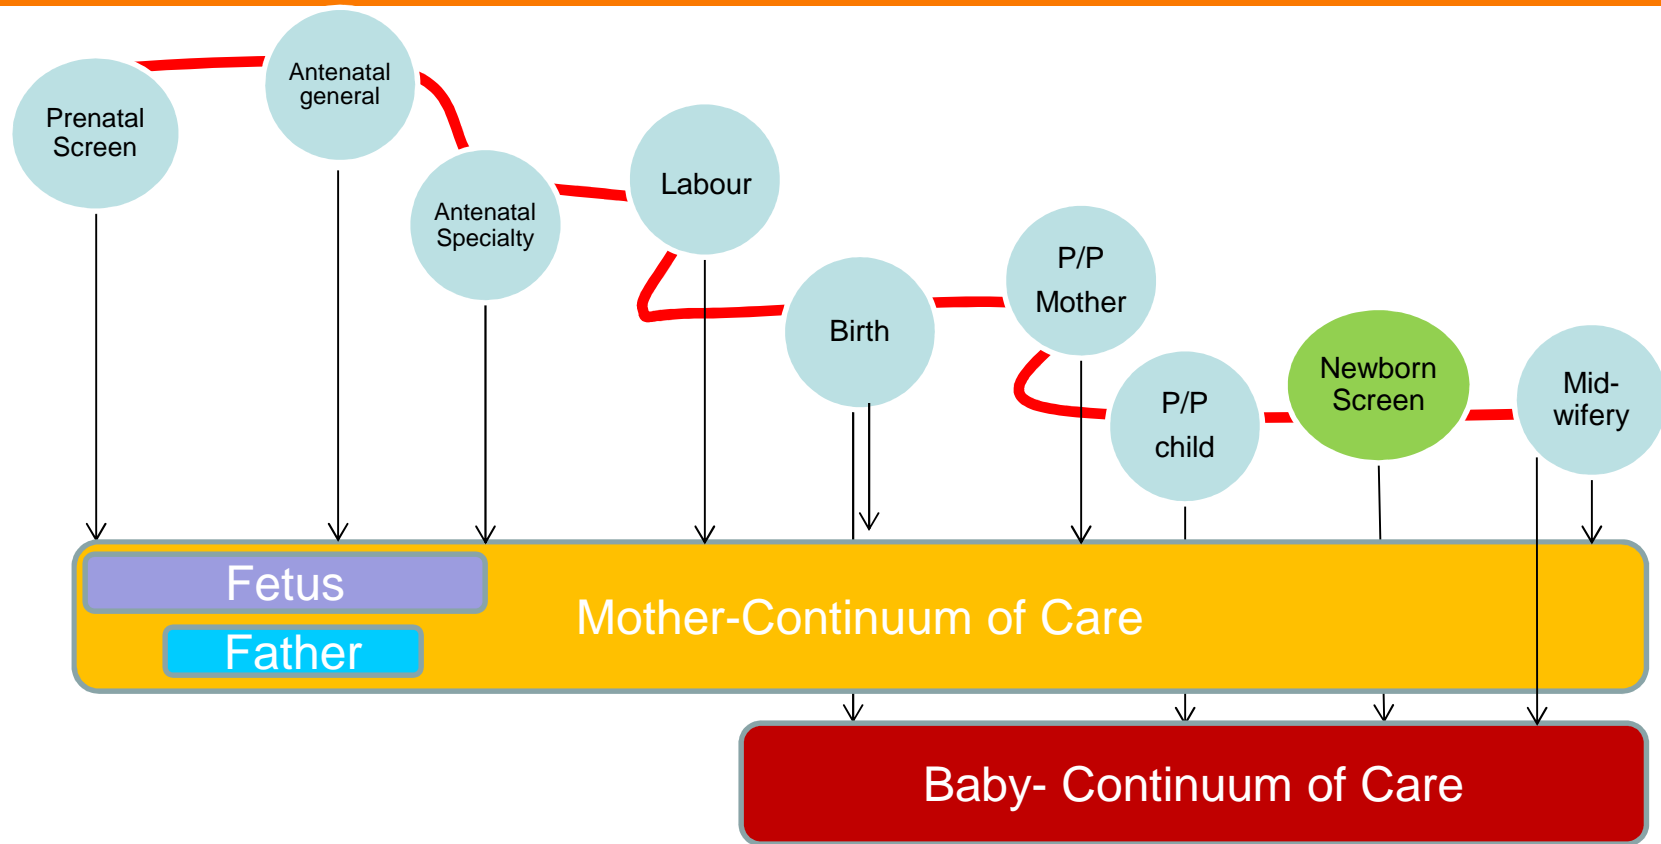 Prenatal
Screen
Antenatal
general
Antenatal
Specialty
Labour
Birth
P/P
Mother
P/P
child
Newborn
Screen
Mid-
wifery
Fetus
Father
Mother-Continuum of Care
Baby- Continuum of Care